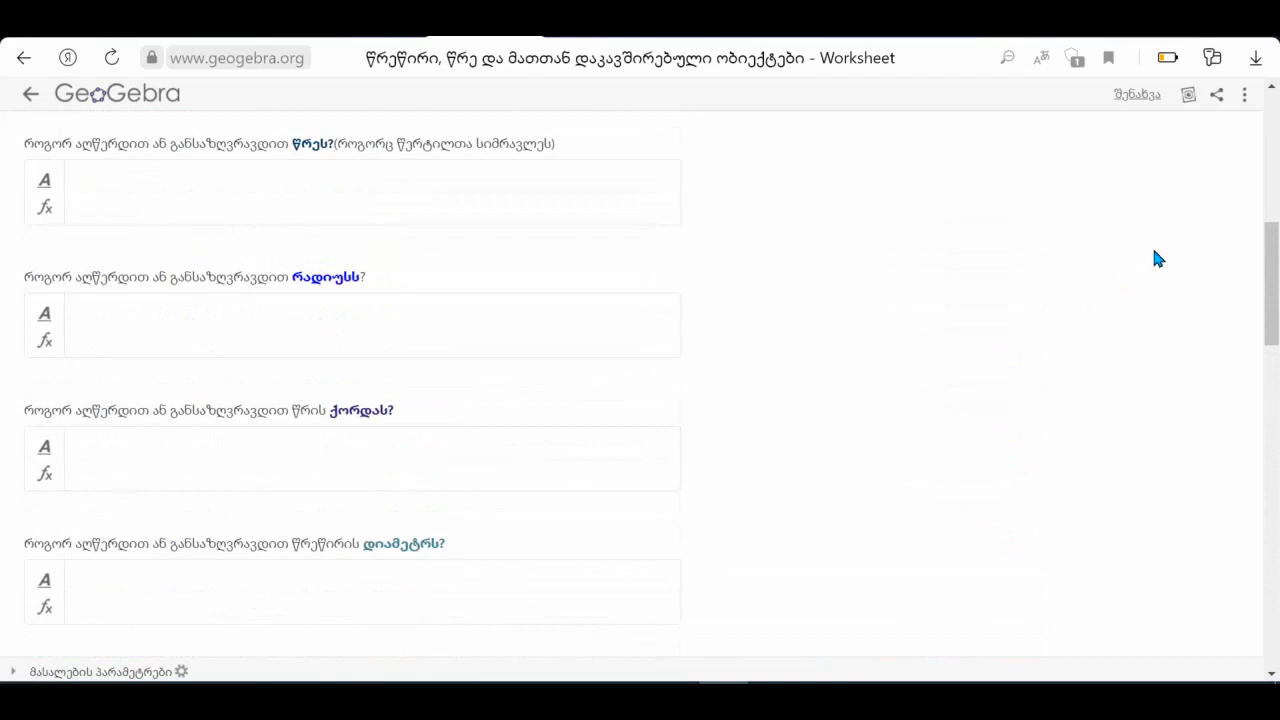 www.geogebra.org
წრეწირი, წრე და მათთან დაკავშირებული ობიექტები - Worksheet
1
GeoGebra
შენახვა
როგორ აღწერდით ან განსაზღვრავდით წრეს?(როგორც წერტილთა სიმრავლეს)
A
fx
როგორ აღწერდით ან განსაზღვრავდით რადიუსს?
A
fx
როგორ აღწერდით ან განსაზღვრავდით წრის ქორდას?
A
fx
როგორ აღწერდით ან განსაზღვრავდით წრეწირის დიამეტრს?
A
fx
მასალების პარამეტრები